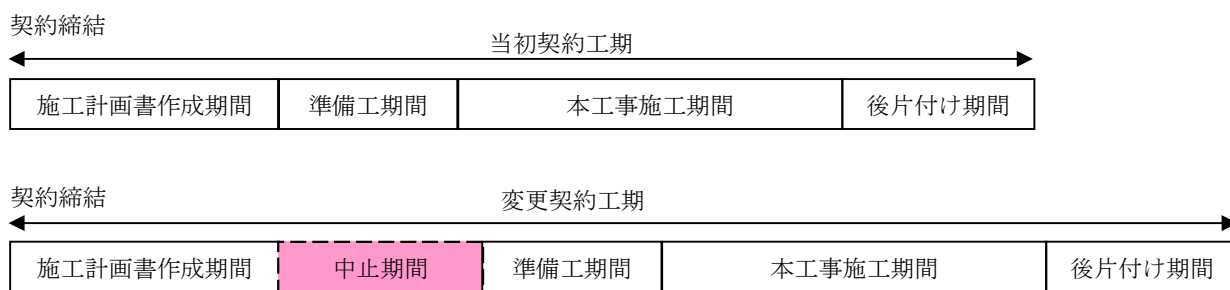 契約締結
当初契約工期
施工計画書作成期間 準備工期間 本工事施工期間 後片付け期間
契約締結
変更契約工期
施工計画書作成期間 中止期間 準備工期間 本工事施工期間 後片付け期間